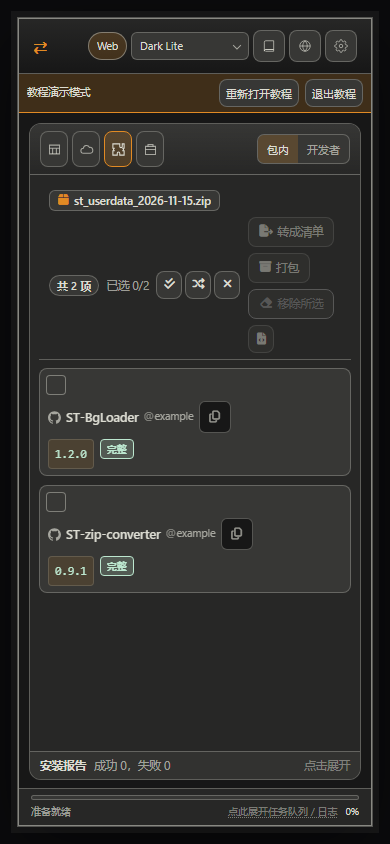 Web
Dark Lite
教程演示模式
重新打开教程
退出教程
包内
开发者
st_userdata_2026-11-15.zip
转成清单
共 2 项
已选 0/2
打包
移除所选
ST-BgLoader @example
1.2.0
完整
ST-zip-converter @example
0.9.1
完整
安装报告 成功 0，失败 0
点击展开
准备就绪
点此展开任务队列 / 日志 0%